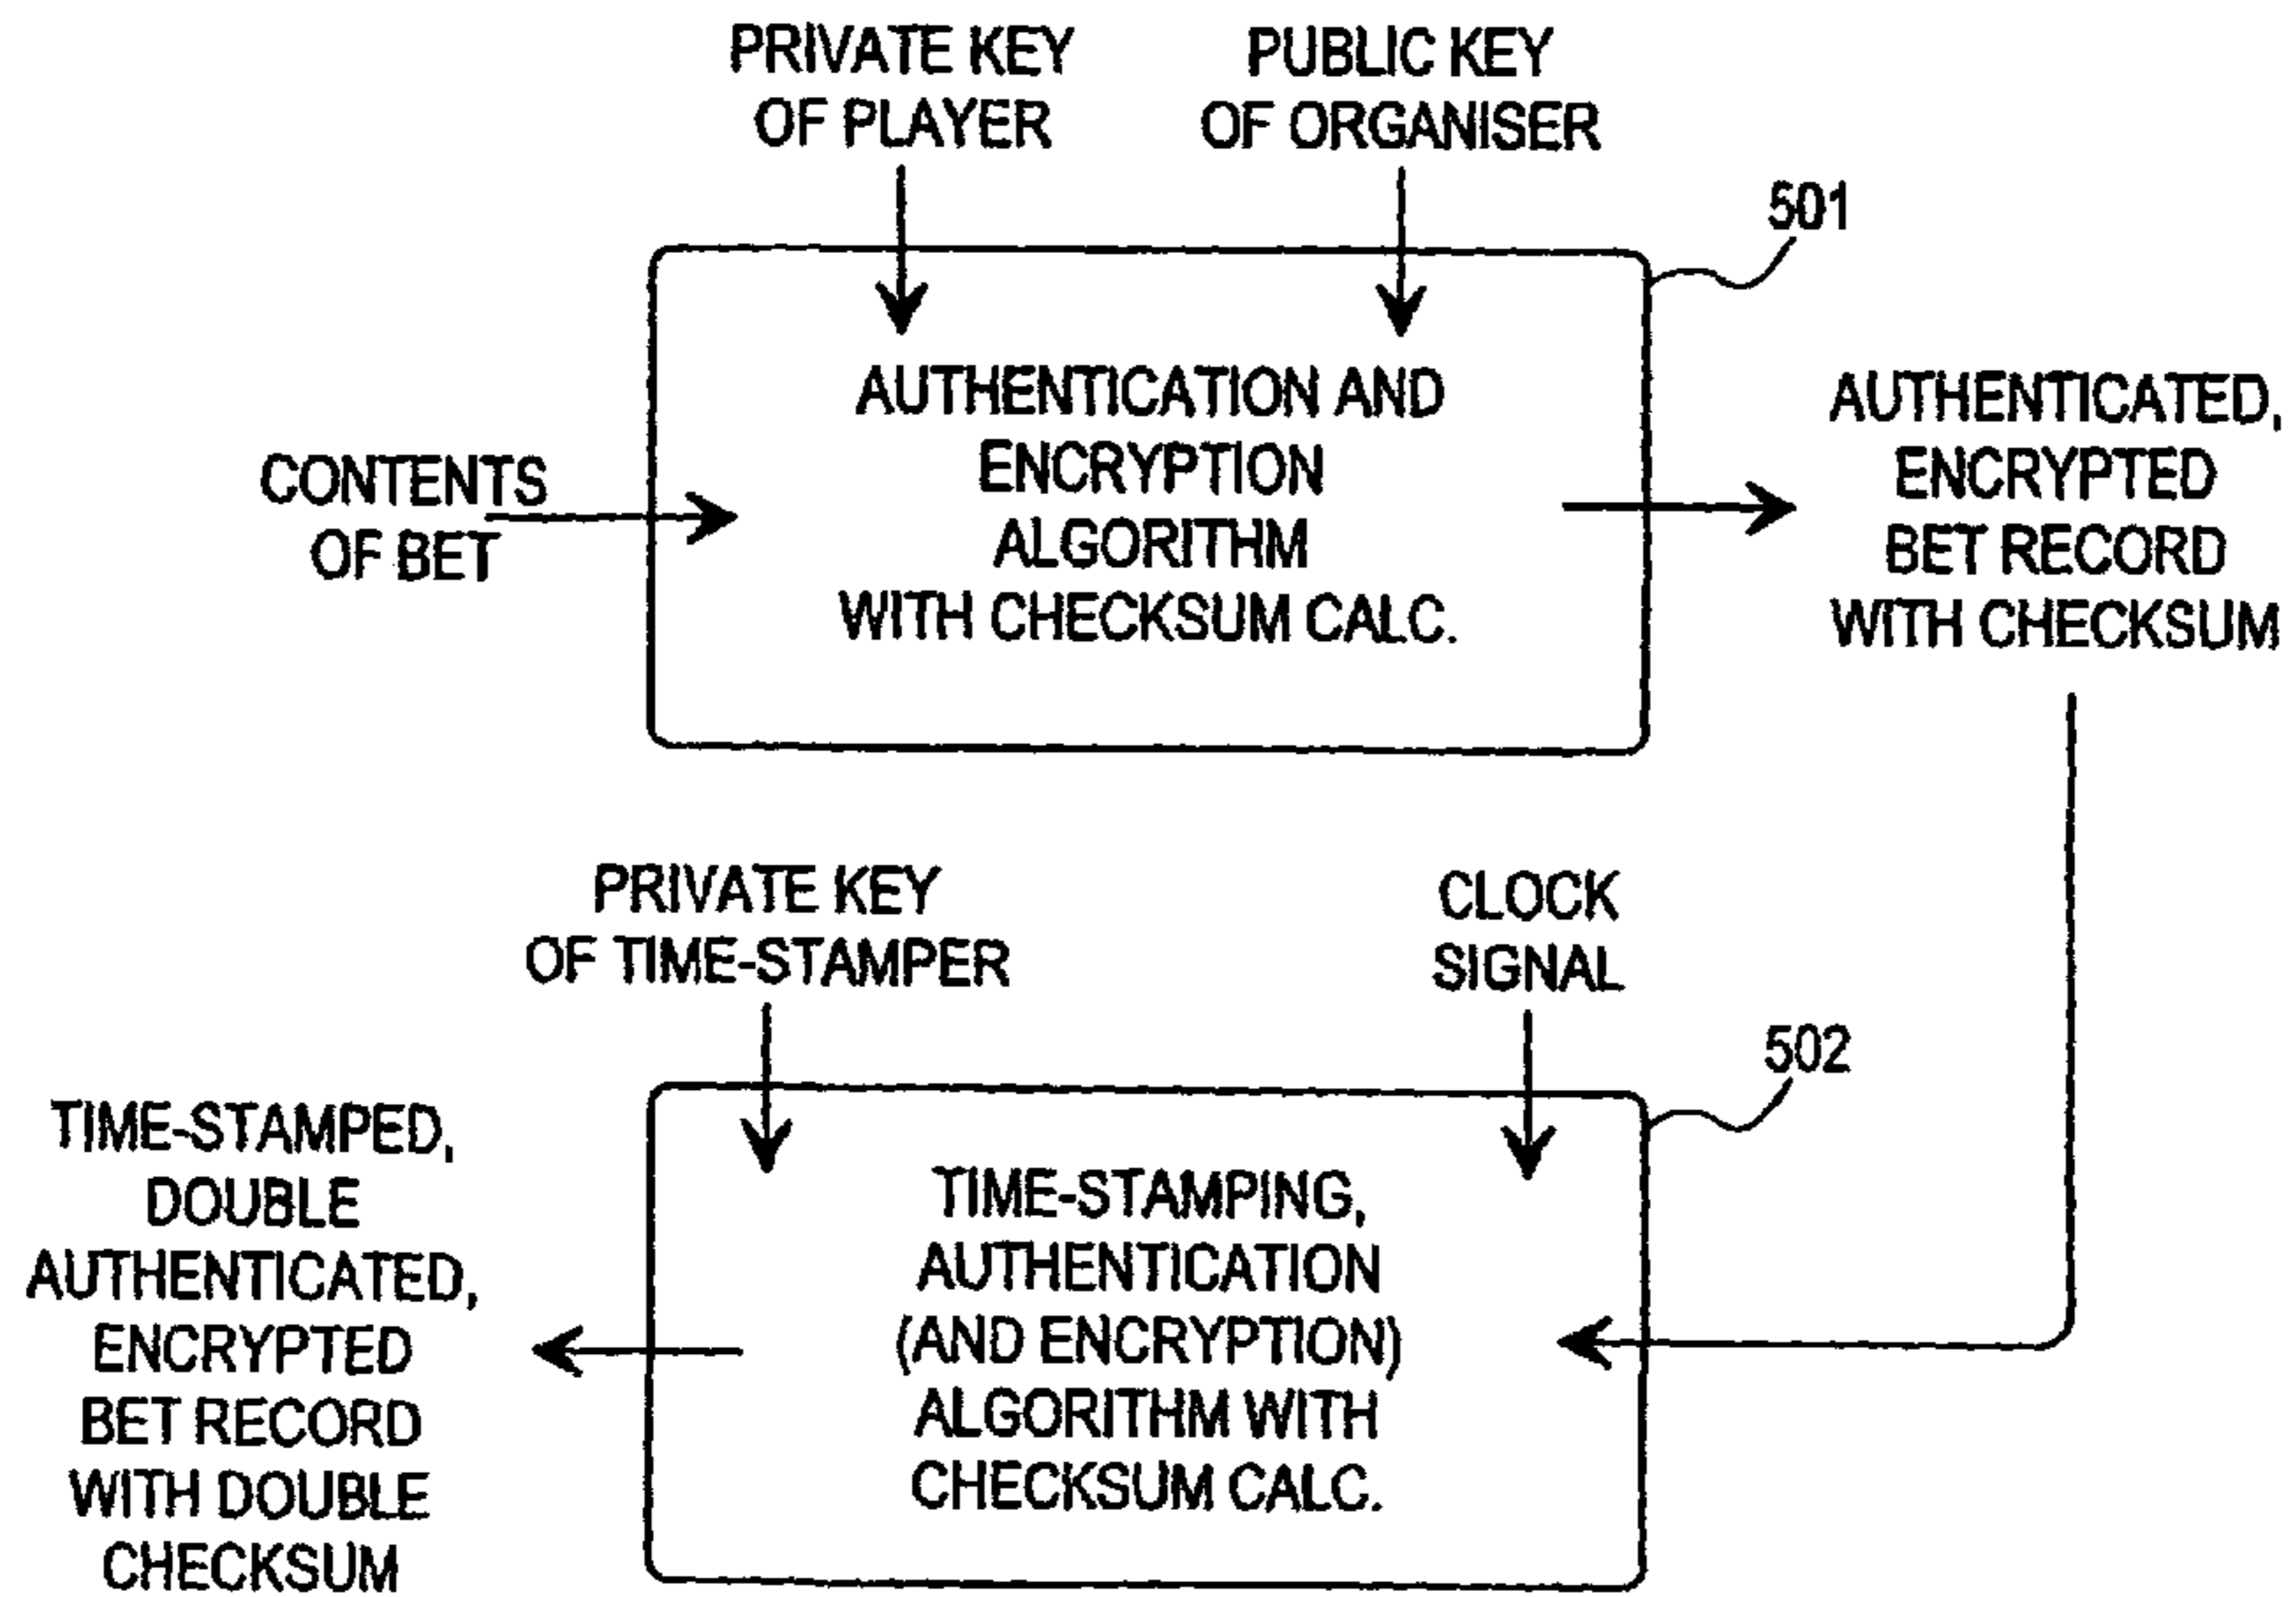 PRIVATE KEY
OF PLAYER
PUBLIC KEY
OF ORGANISER
501
CONTENTS
OF BET
AUTHENTICATION AND
ENCRYPTION
ALGORITHM
WITH CHECKSUM CALC.
AUTHENTICATED,
ENCRYPTED
BET RECORD
WITH CHECKSUM
PRIVATE KEY
OF TIME-STAMPER
CLOCK
SIGNAL
502
TIME-STAMPING,
AUTHENTICATION
(AND ENCRYPTION)
ALGORITHM WITH
CHECKSUM CALC.
TIME-STAMPED,
DOUBLE
AUTHENTICATED,
ENCRYPTED
BET RECORD
WITH DOUBLE
CHECKSUM